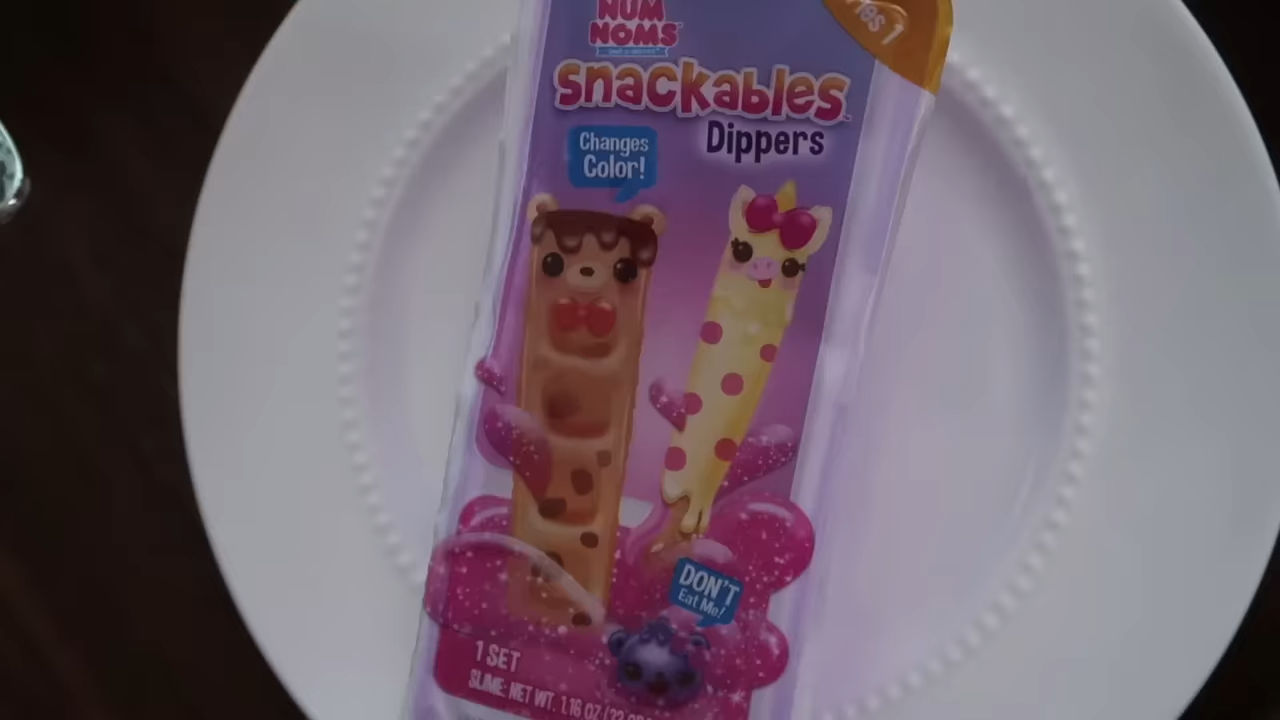 NUM
NOMS
snackables
Dippers
Changes
Color!
DON'T
Eat Me!
1 SET
SLIME: NET WT. 1.16 OZ